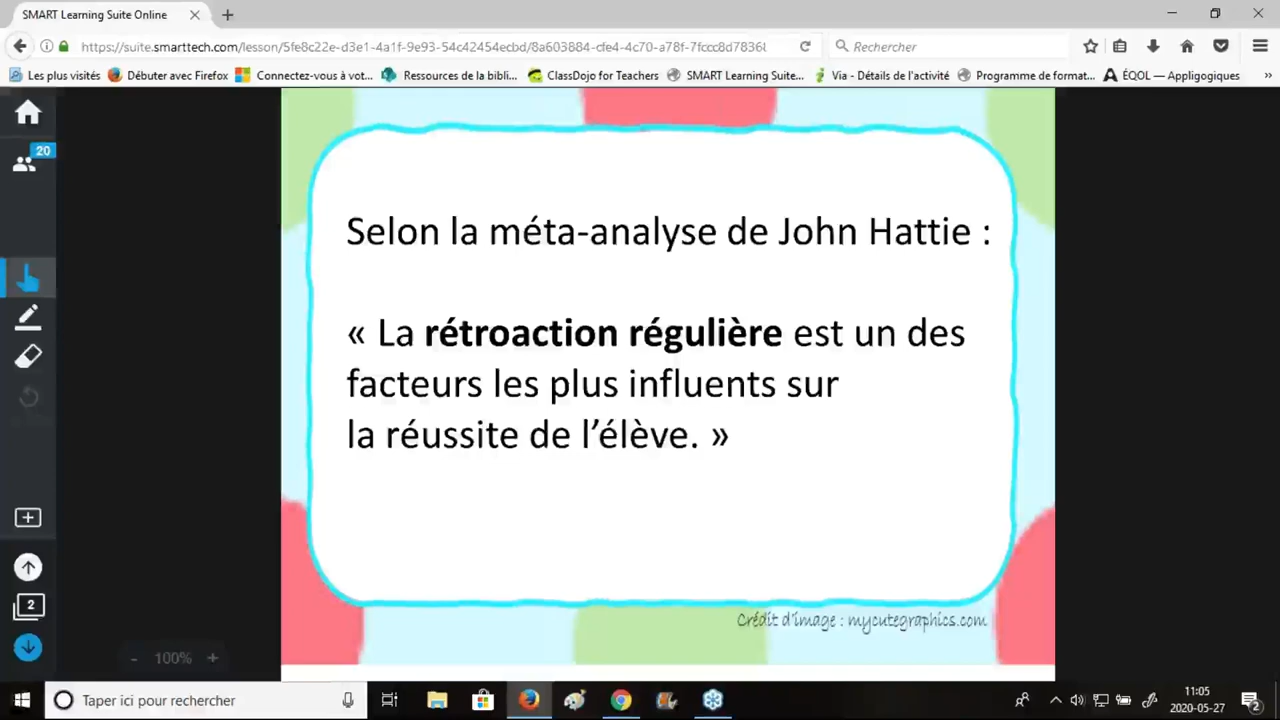 SMART Learning Suite Online
https://suite.smarttech.com/lesson/5fe8c22e-d3e1-4a1f-9e93-54c42454ecbd/8a603884-cfe4-4c70-a78f-7fccc8d7836
Rechercher
Les plus visités
Débuter avec Firefox
Connectez-vous à vot...
Ressources de la bibli...
ClassDojo for Teachers
SMART Learning Suite...
Via - Détails de l'activité
Programme de format...
ÉQOL — Appligogiques
20
Selon la méta-analyse de John Hattie :
« La rétroaction régulière est un des
facteurs les plus influents sur
la réussite de l'élève. »
2
Crédit d'image : mycutegraphics.com
- 100% +
Taper ici pour rechercher
11:05
2020-05-27
2